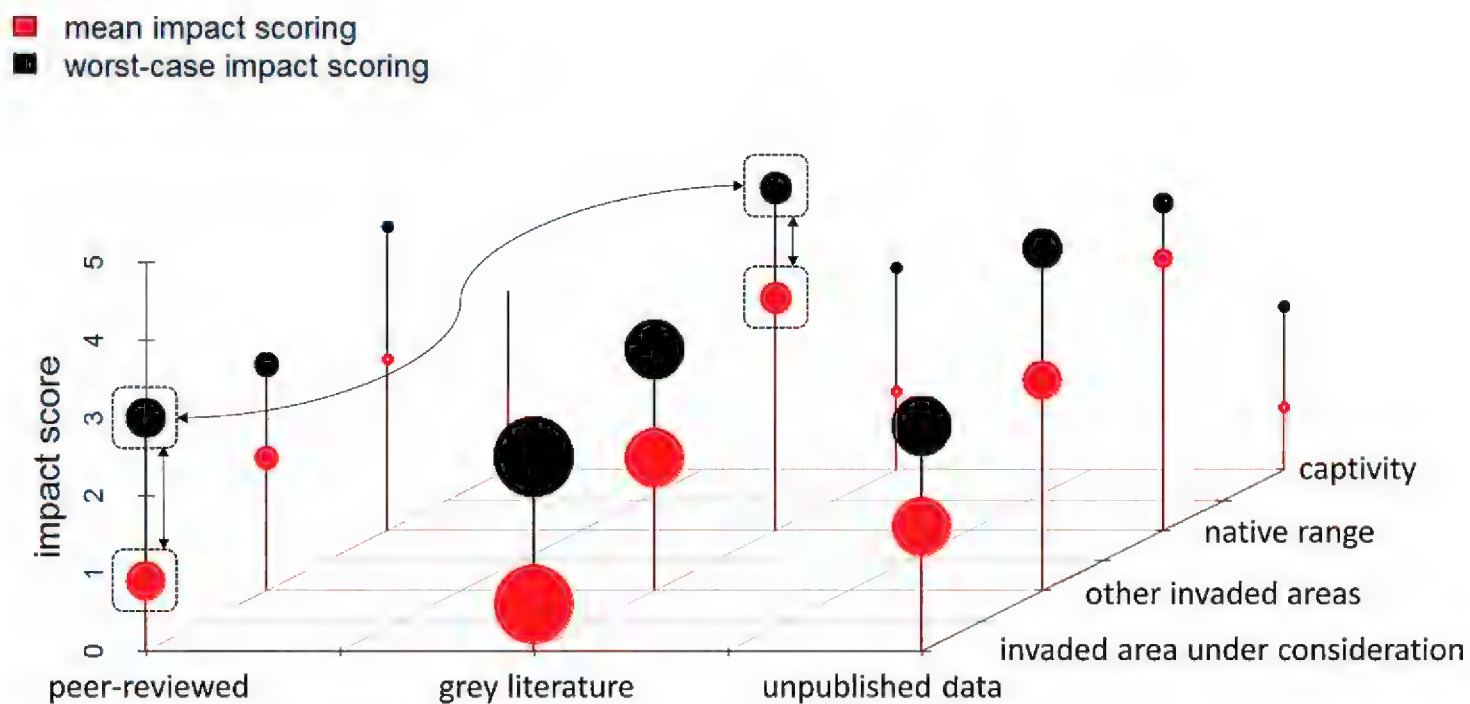 mean impact scoring
worst-case impact scoring
impact score
5
4
3
2
1
0
captivity
native range
other invaded areas
invaded area under consideration
peer-reviewed
grey literature
unpublished data